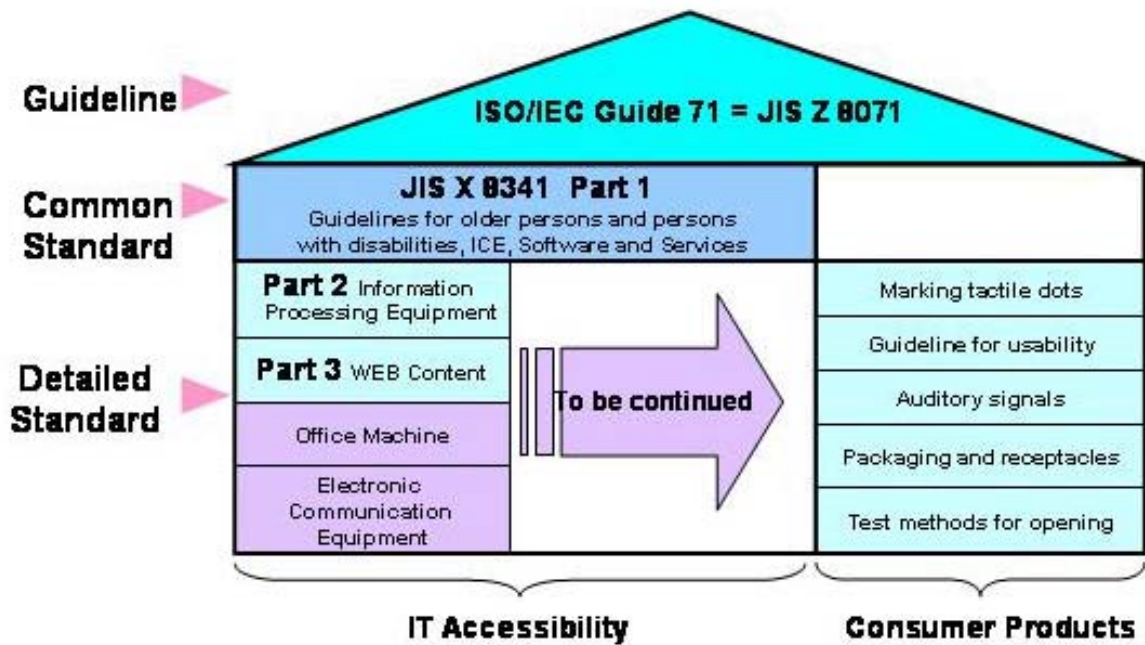 Guideline
ISO/IEC Guide 71 = JIS Z 8071
Common
Standard
JIS X 8341 Part 1
Guidelines for older persons and persons
with disabilities, ICE, Software and Services
Detailed
Standard
Part 2 Information
Processing Equipment
Part 3 WEB Content
Office Machine
Electronic
Communication
Equipment
To be continued
Marking tactile dots
Guideline for usability
Auditory signals
Packaging and receptacles
Test methods for opening
IT Accessibility
Consumer Products